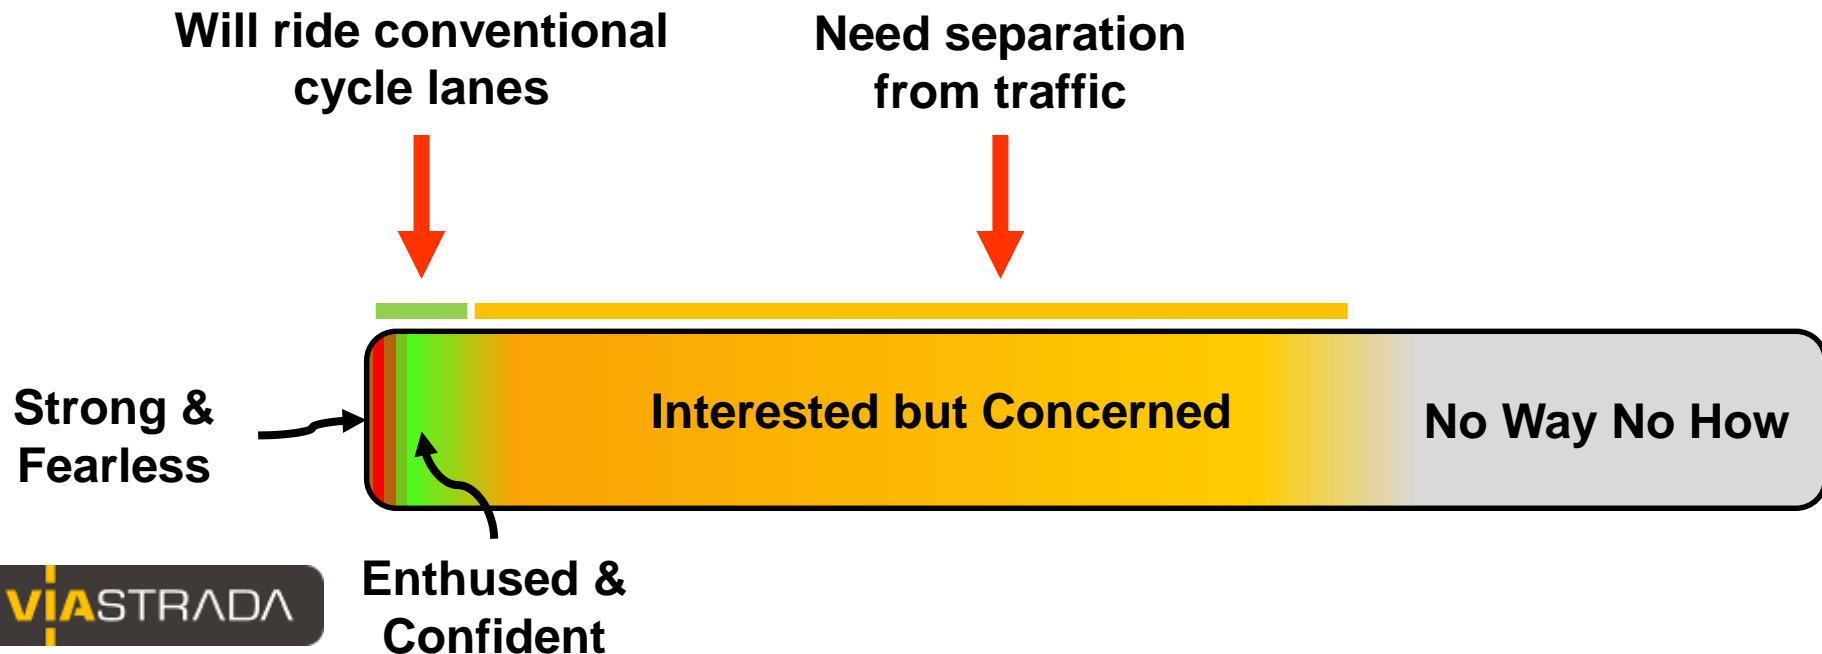 Will ride conventional
cycle lanes
Need separation
from traffic
Strong &
Fearless
Interested but Concerned
No Way No How
Enthused &
Confident
VIASTRADA